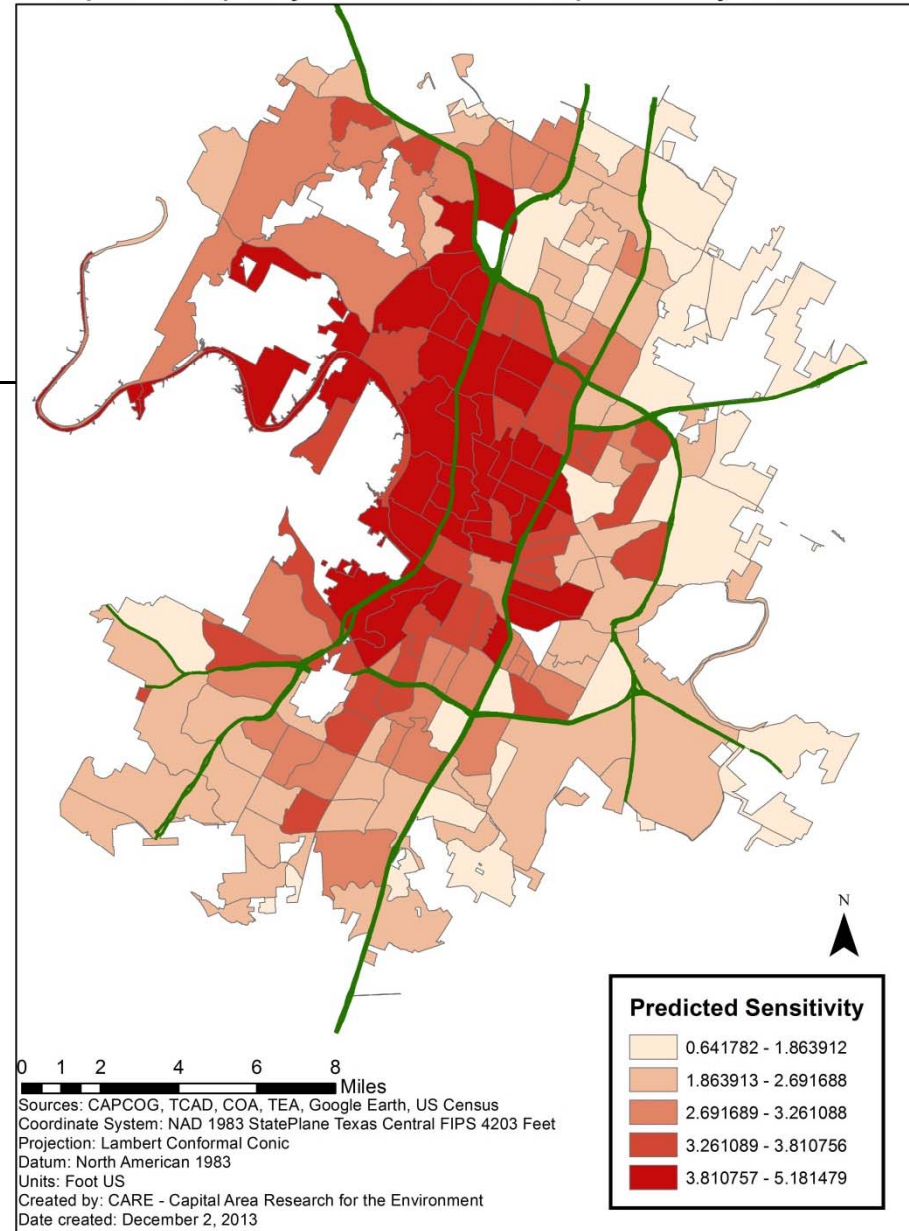 N
Predicted Sensitivity
0.641782 - 1.863912
1.863913 - 2.691688
2.691689 - 3.261088
3.261089 - 3.810756
3.810757 - 5.181479
0 1 2 4 6 8
Miles
Sources: CAPCOG, TCAD, COA, TEA, Google Earth, US Census
Coordinate System: NAD 1983 StatePlane Texas Central FIPS 4203 Feet
Projection: Lambert Conformal Conic
Datum: North American 1983
Units: Foot US
Created by: CARE - Capital Area Research for the Environment
Date created: December 2, 2013